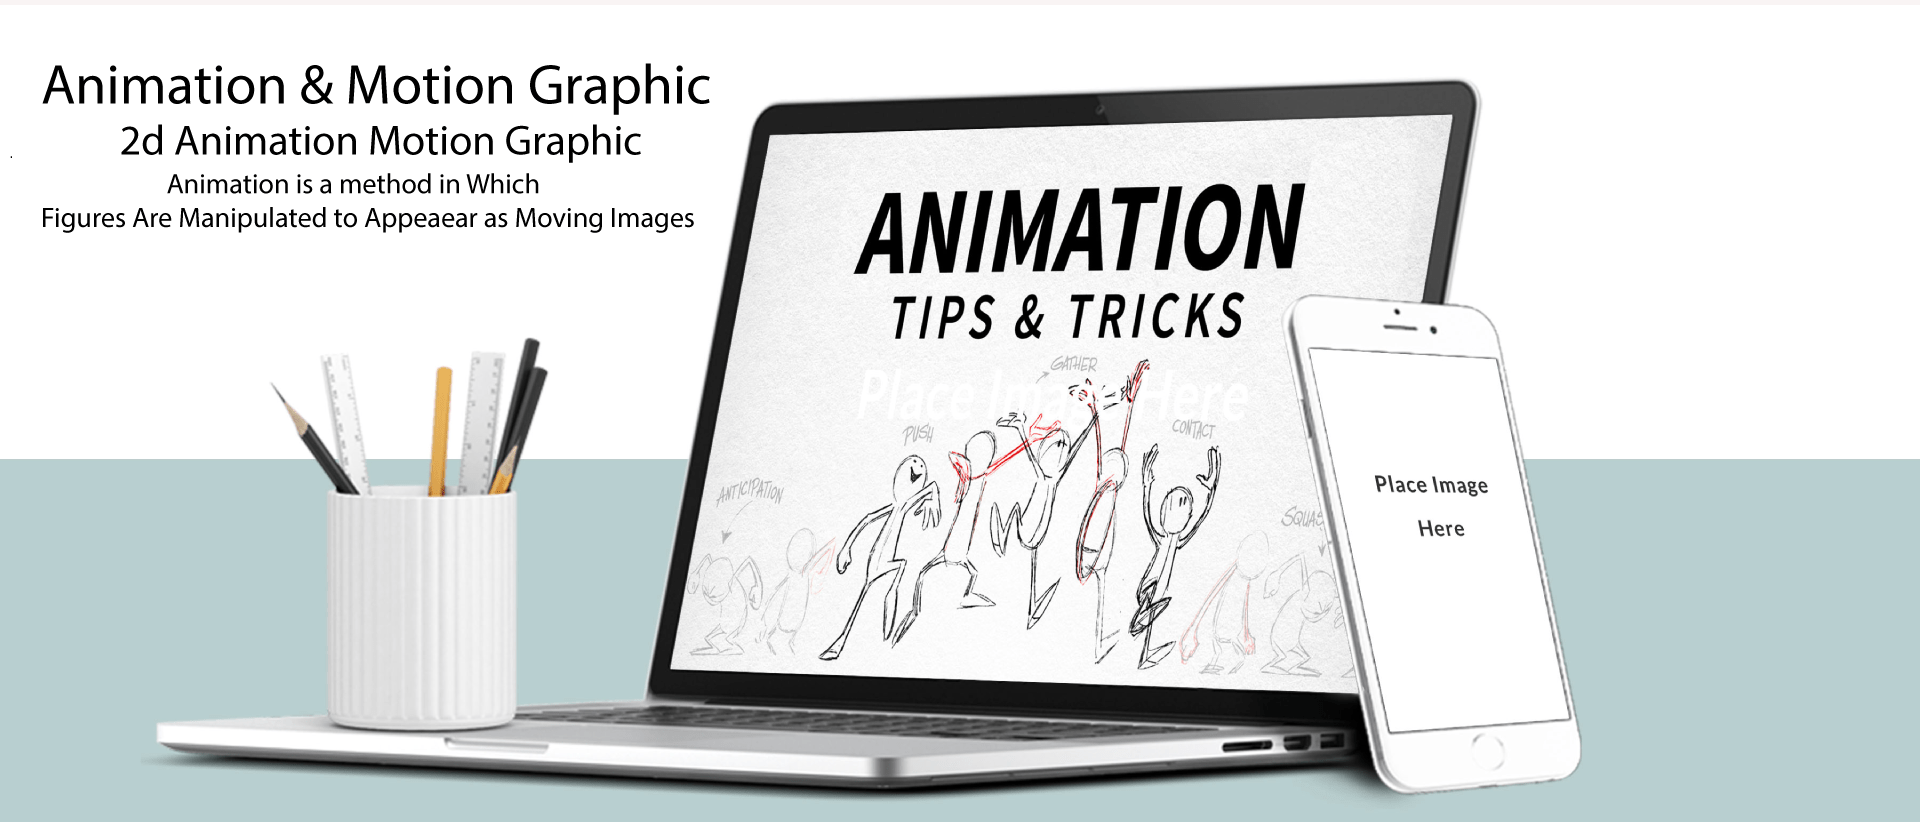 Animation & Motion Graphic
2d Animation Motion Graphic
Animation is a method in Which
Figures Are Manipulated to Appeaear as Moving Images
ANIMATION
TIPS & TRICKS
GATHER
Place Image Here
PUSH
CONTACT
ANTICIPATION
SQUAS
Place Image
Here